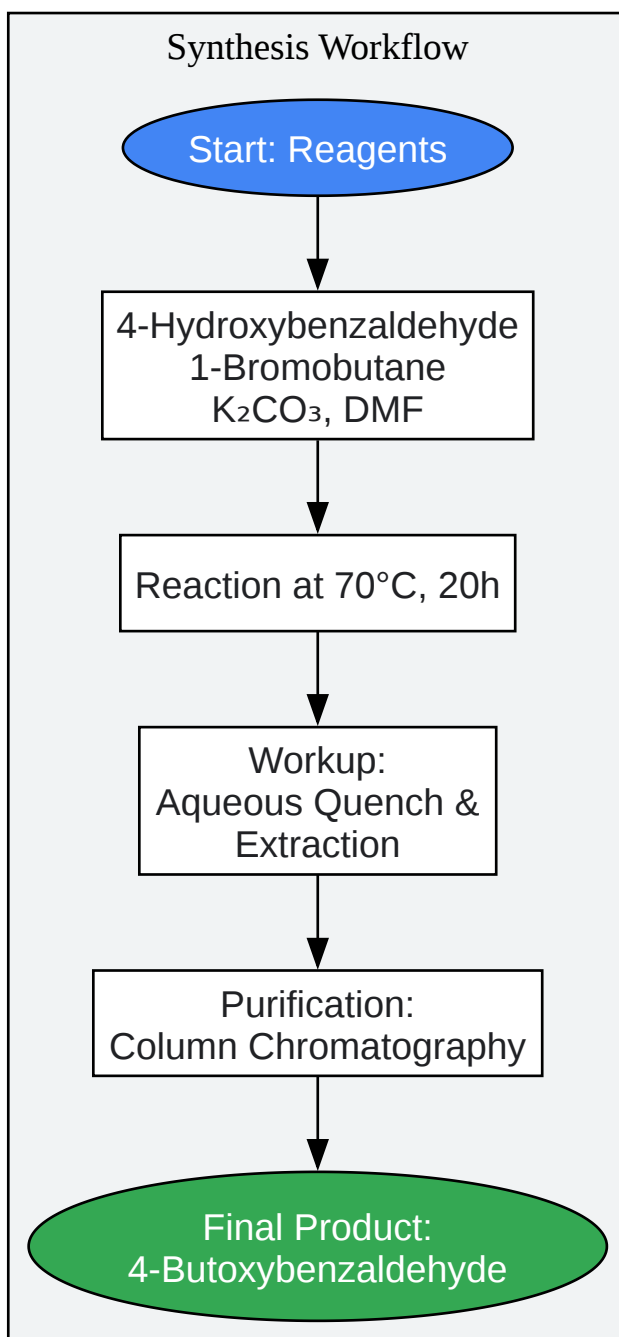 Synthesis Workflow
Start: Reagents
4-Hydroxybenzaldehyde
1-Bromobutane
K₂CO₃, DMF
Reaction at 70°C, 20h
Workup:
Aqueous Quench &
Extraction
Purification:
Column Chromatography
Final Product:
4-Butoxybenzaldehyde